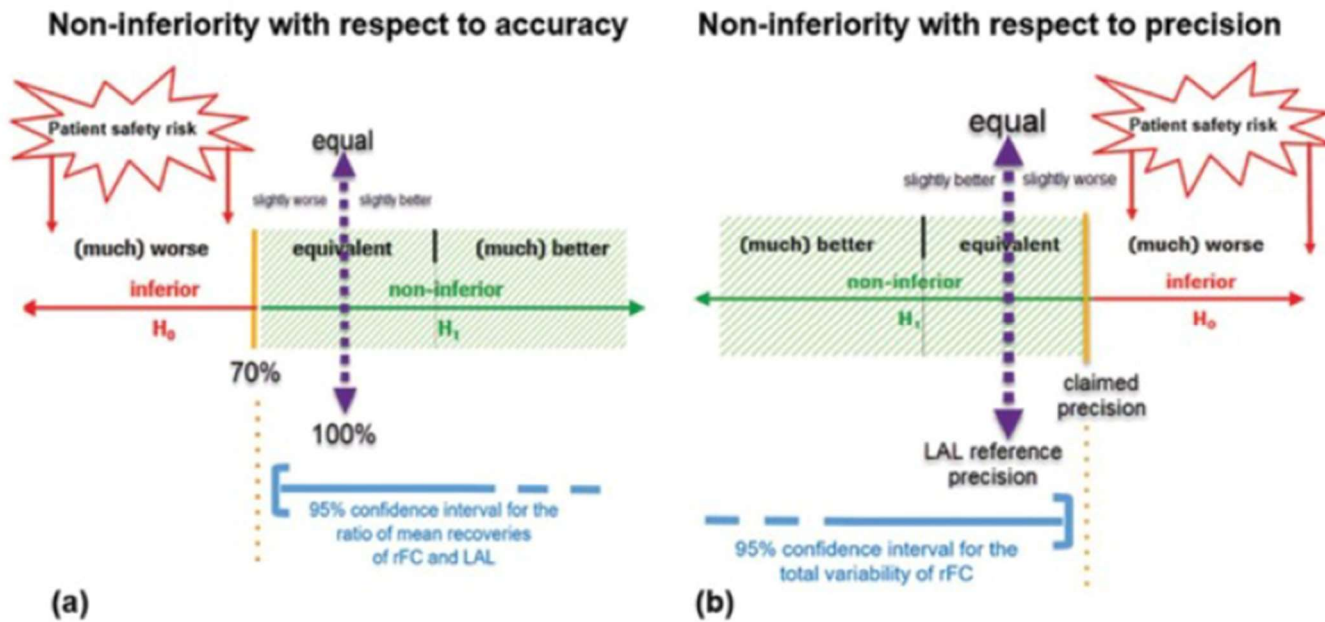 Non-inferiority with respect to accuracy
Patient safety risk
equal
slightly worse
slightly better
(much) worse
equivalent
(much) better
inferior
non-inferior
H0
H1
70%
100%
95% confidence interval for the
ratio of mean recoveries
of rFC and LAL
(a)
Non-inferiority with respect to precision
Patient safety risk
equal
slightly better
slightly worse
(much) better
equivalent
(much) worse
non-inferior
inferior
H1
H0
claimed
precision
LAL reference
precision
95% confidence interval for the
total variability of rFC
(b)